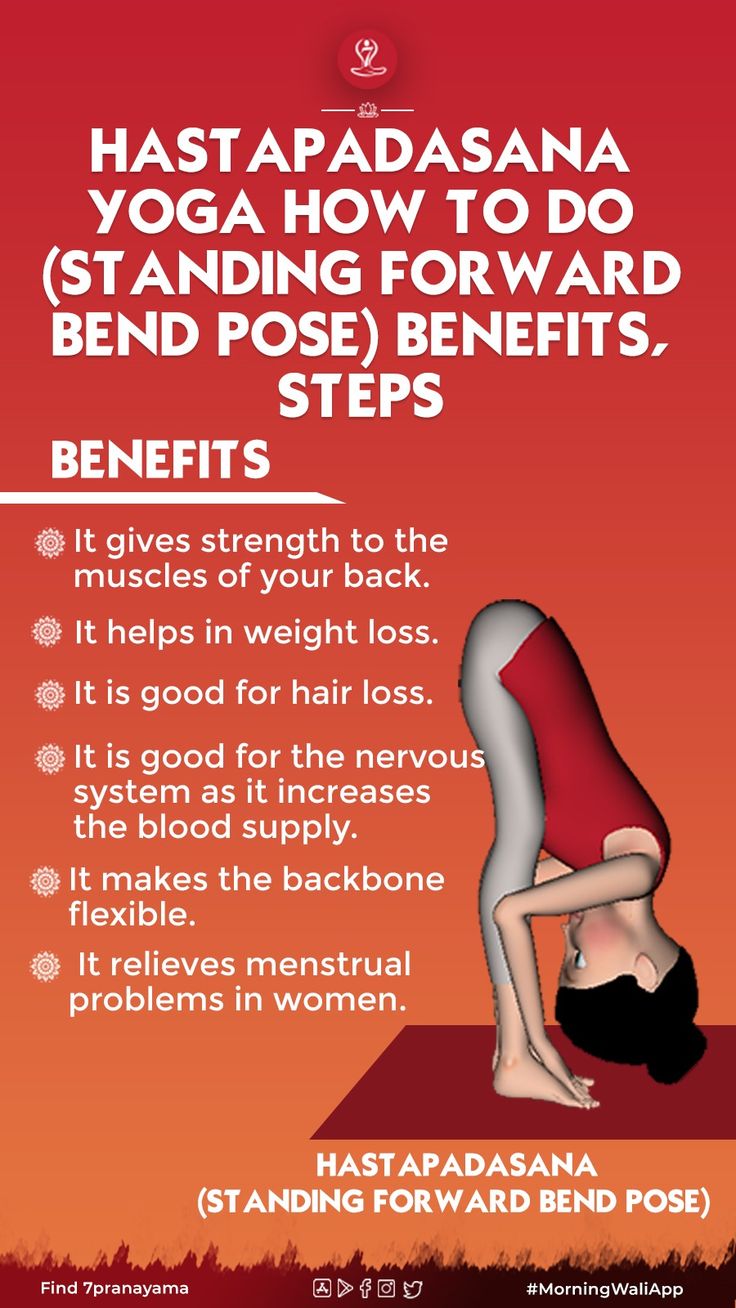 HASTAPADASANA
YOGA HOW TO DO
(STANDING FORWARD
BEND POSE) BENEFITS,
STEPS
BENEFITS
It gives strength to the
muscles of your back.
It helps in weight loss.
It is good for hair loss.
It is good for the nervous
system as it increases
the blood supply.
It makes the backbone
flexible.
It relieves menstrual
problems in women.
HASTAPADASANA
(STANDING FORWARD BEND POSE)
Find 7pranayama
#MorningWaliApp